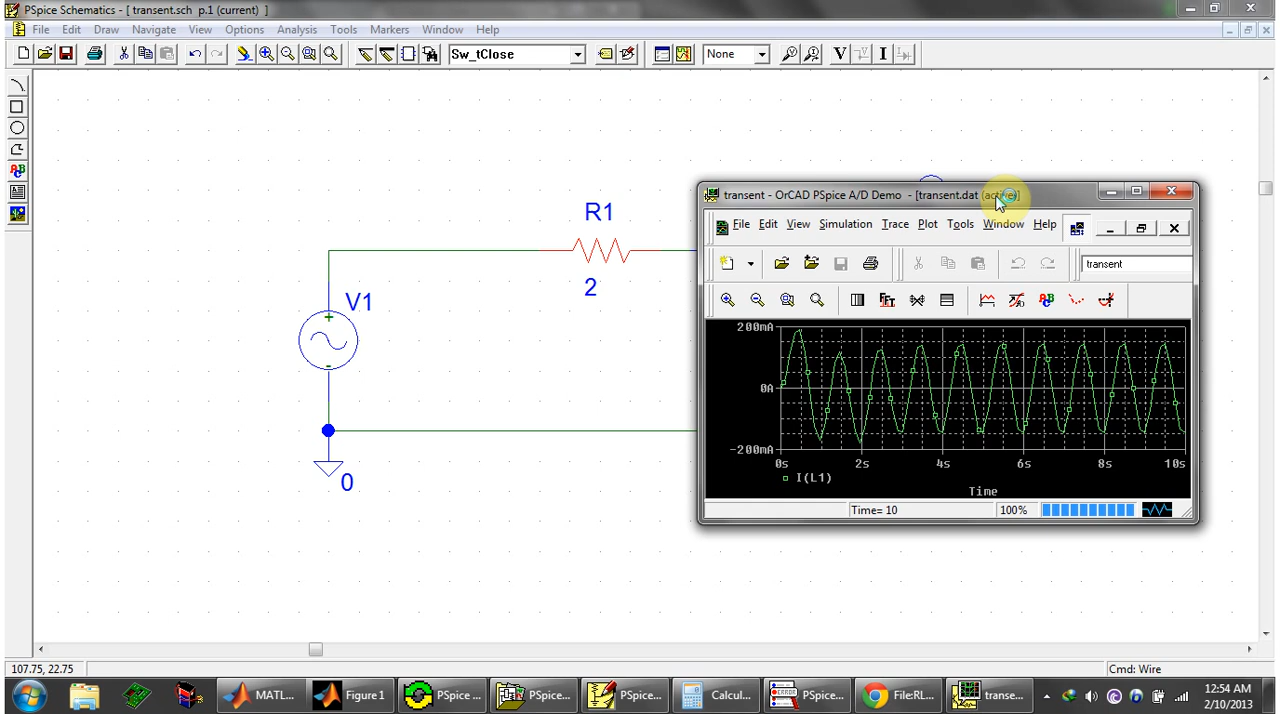 PSpice Schematics - [ transent.sch p.1 (current) ]
File Edit Draw Navigate View Options Analysis Tools Markers Window Help
Sw_tClose
None
V
I
R1
2
V1
+
-
0
transent - OrCAD PSpice A/D Demo - [transent.dat (active)]
File Edit View Simulation Trace Plot Tools Window Help
transent
200mA
0A
-200mA
0s 2s 4s 6s 8s 10s
I(L1)
Time
Time= 10 100%
107.75, 22.75 Cmd: Wire
MATL... Figure 1 PSpice ... PSpice... PSpice... Calcul... PSpice... File:RL... transe...
12:54 AM
2/10/2013